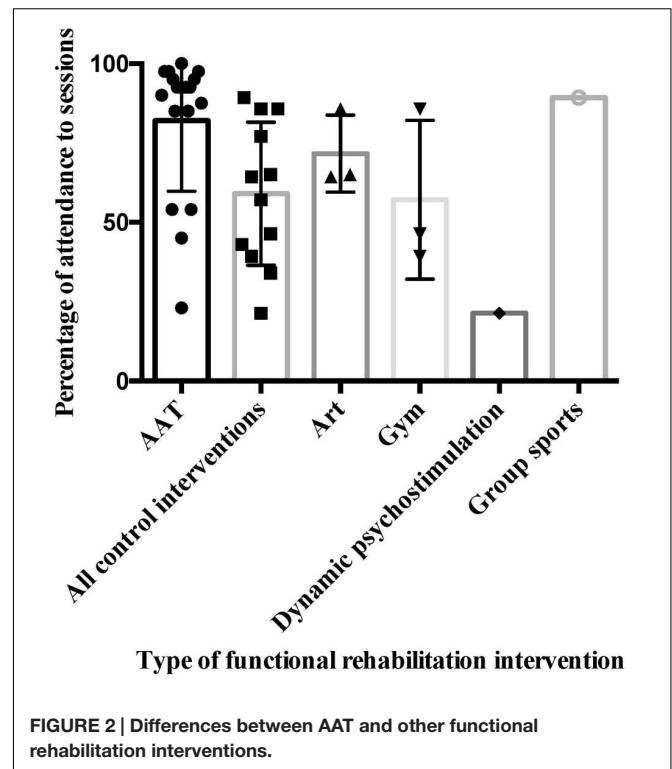 Percentage of attendance to sessions
100
50
0
AAT
All control interventions
Art
Gym
Dynamic psychostimulation
Group sports
Type of functional rehabilitation intervention
FIGURE 2 | Differences between AAT and other functional
rehabilitation interventions.